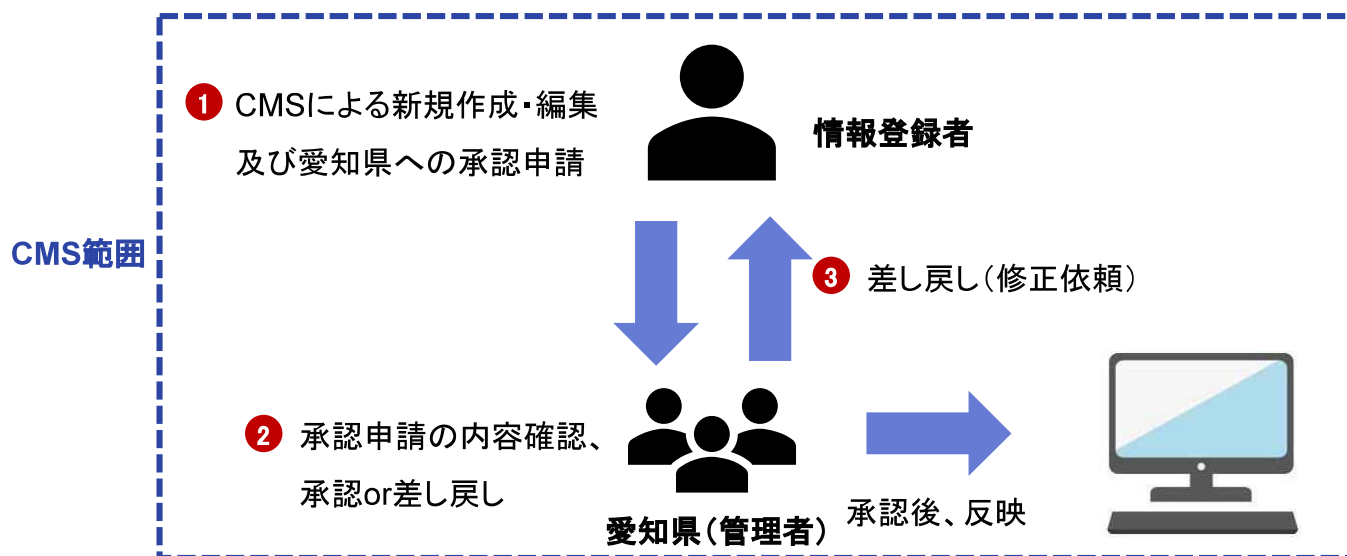 1 CMSによる新規作成・編集
及び愛知県への承認申請
情報登録者
CMS範囲
3 差し戻し（修正依頼）
2 承認申請の内容確認、
承認or差し戻し
愛知県（管理者）
承認後、反映